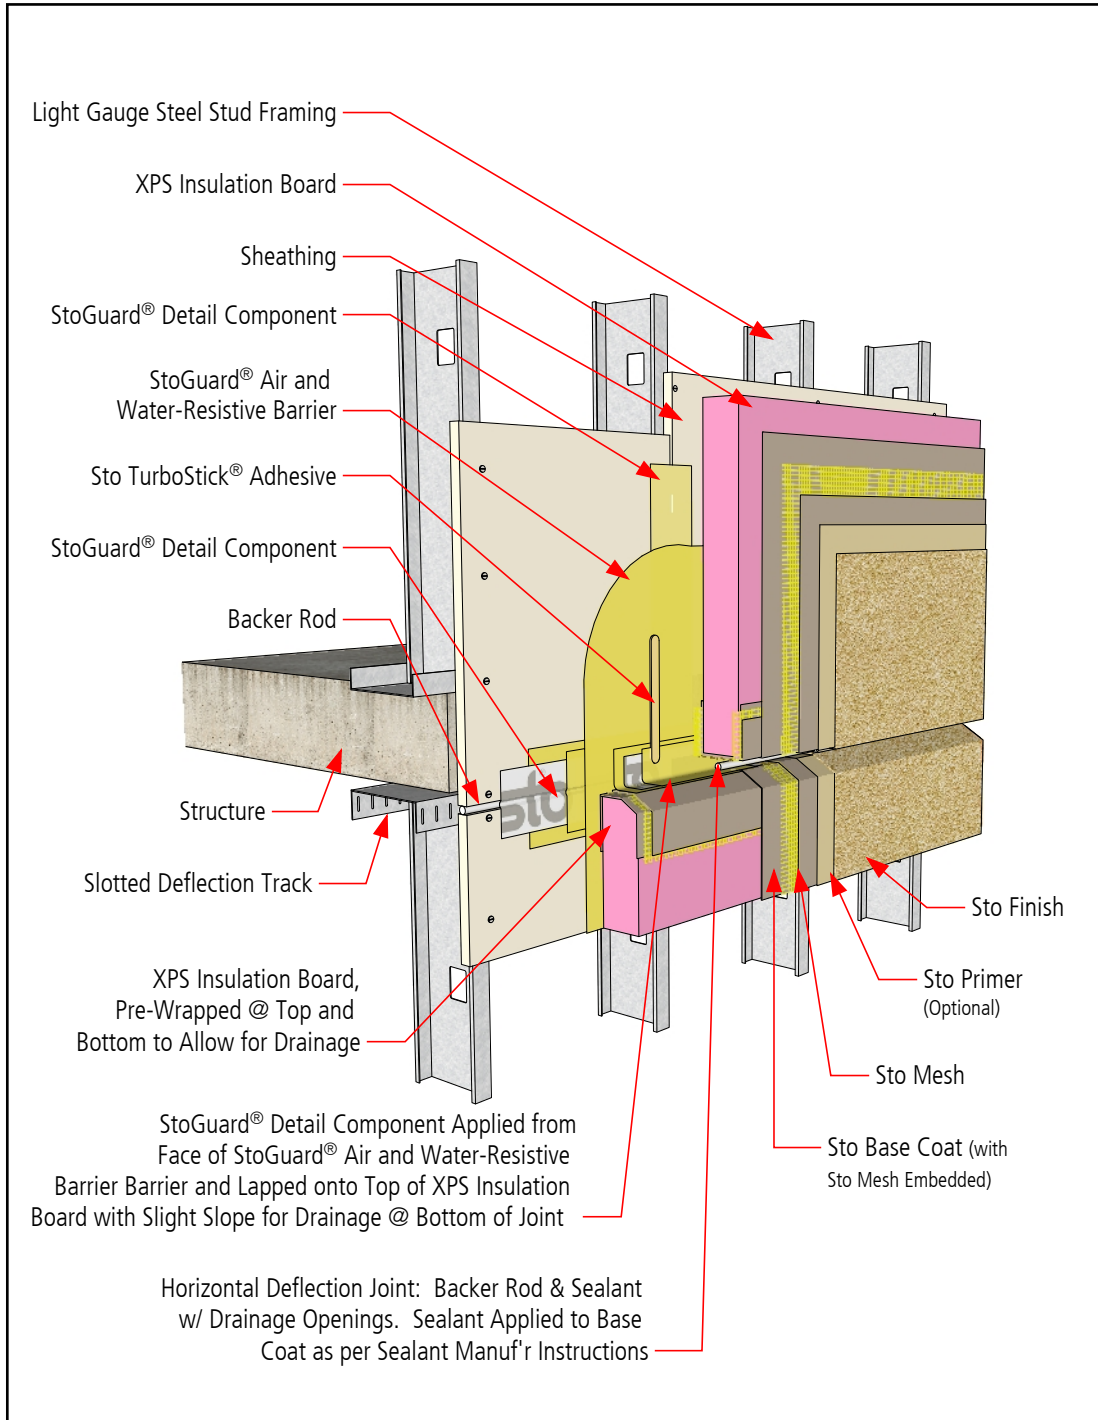 Light Gauge Steel Stud Framing
XPS Insulation Board
Sheathing
StoGuard® Detail Component
StoGuard® Air and
Water-Resistive Barrier
Sto TurboStick® Adhesive
StoGuard® Detail Component
Backer Rod
sto
Structure
Slotted Deflection Track
XPS Insulation Board,
Pre-Wrapped @ Top and
Bottom to Allow for Drainage
StoGuard® Detail Component Applied from
Face of StoGuard® Air and Water-Resistive
Barrier Barrier and Lapped onto Top of XPS Insulation
Board with Slight Slope for Drainage @ Bottom of Joint
Horizontal Deflection Joint: Backer Rod & Sealant
w/ Drainage Openings. Sealant Applied to Base
Coat as per Sealant Manuf'r Instructions
Sto Finish
Sto Primer
(Optional)
Sto Mesh
Sto Base Coat (with
Sto Mesh Embedded)